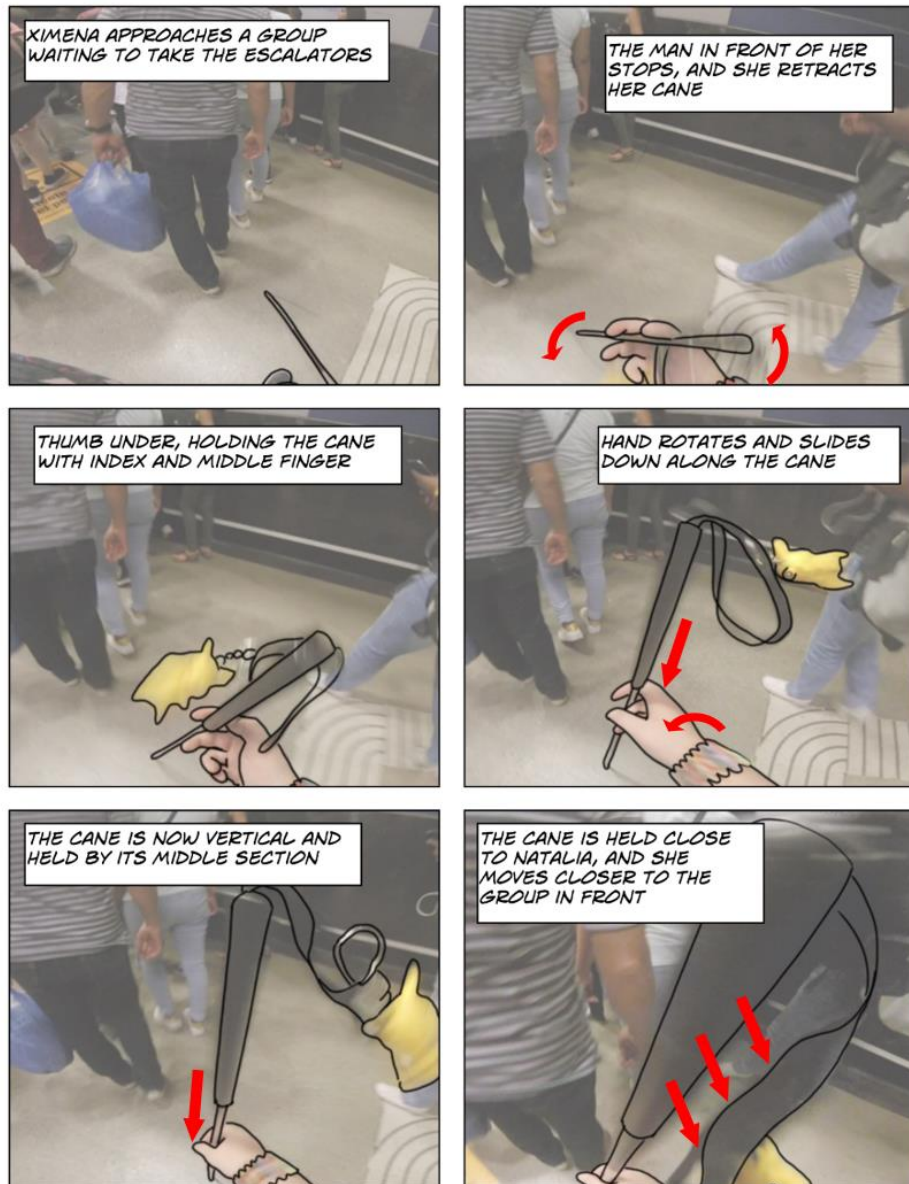 XIMENA APPROACHES A GROUP
WAITING TO TAKE THE ESCALATORS
THE MAN IN FRONT OF HER
STOPS, AND SHE RETRACTS
HER CANE
THUMB UNDER, HOLDING THE CANE
WITH INDEX AND MIDDLE FINGER
HAND ROTATES AND SLIDES
DOWN ALONG THE CANE
THE CANE IS NOW VERTICAL AND
HELD BY ITS MIDDLE SECTION
THE CANE IS HELD CLOSE
TO NATALIA, AND SHE
MOVES CLOSER TO THE
GROUP IN FRONT